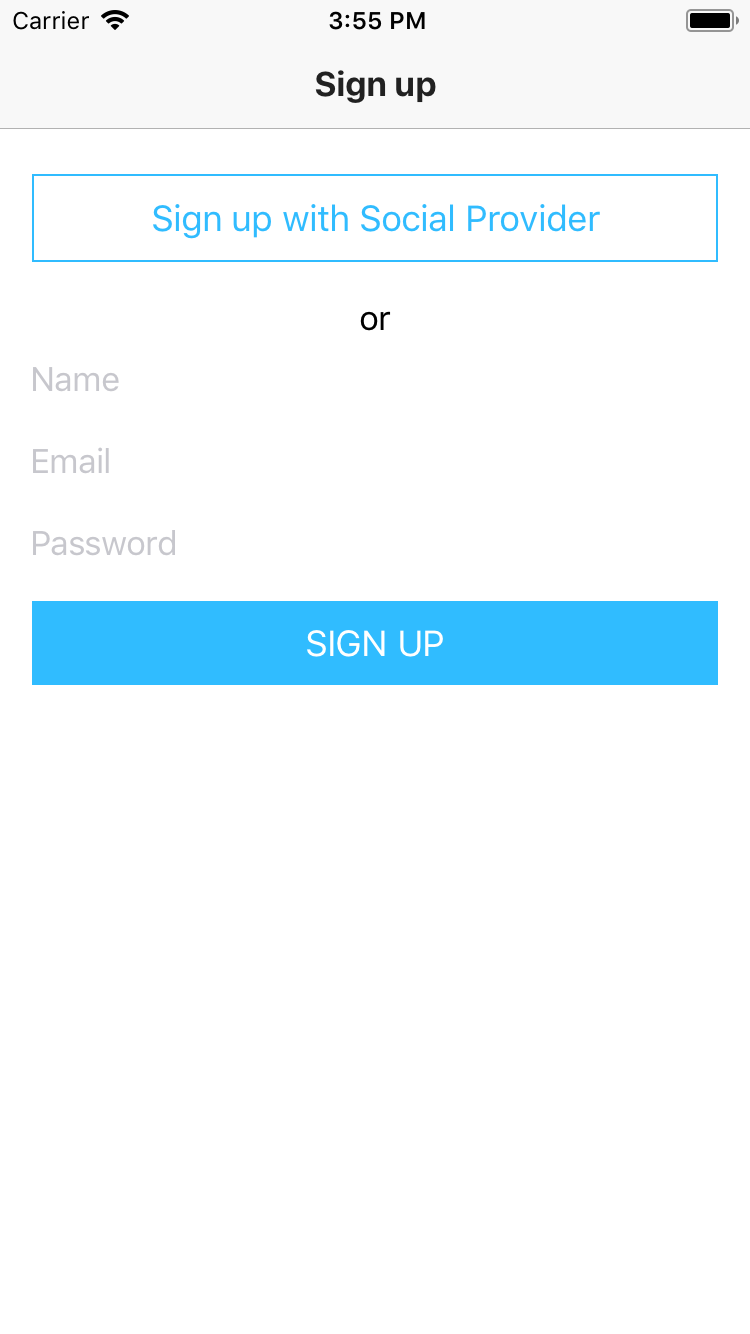 Carrier 3:55 PM
Sign up
Sign up with Social Provider
or
Name
Email
Password
SIGN UP